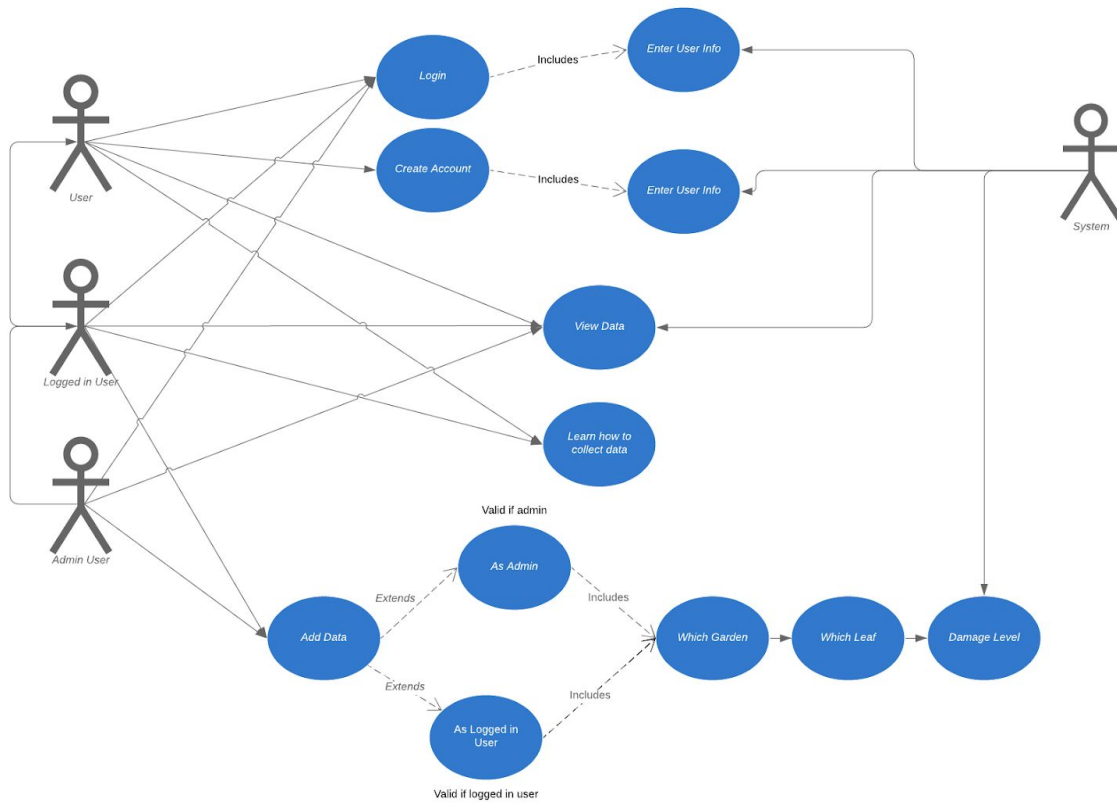 Enter User Info
Includes
Login
Create Account
Includes
Enter User Info
User
System
View Data
Logged in User
Learn how to
collect data
Valid if admin
Admin User
As Admin
Extends
Includes
Add Data
Which Garden
Which Leaf
Damage Level
Extends
Includes
As Logged in
User
Valid if logged in user